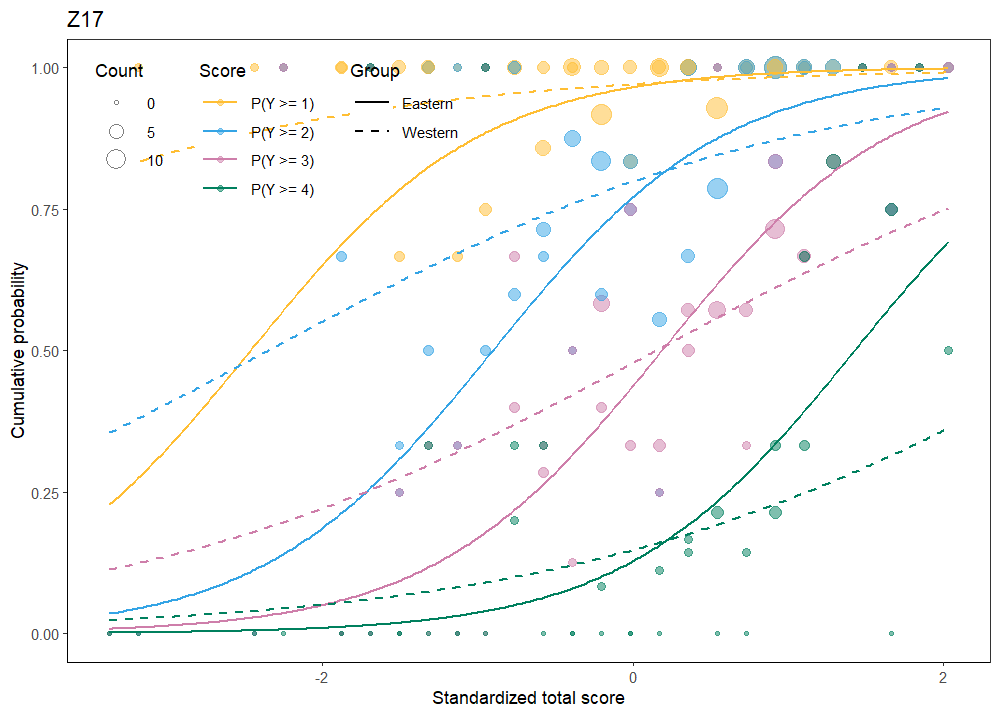 Z17
Cumulative probability
1.00
0.75
0.50
0.25
0.00
Count
0
5
10
Score
P(Y >= 1)
P(Y >= 2)
P(Y >= 3)
P(Y >= 4)
Group
Eastern
Western
-2
0
2
Standardized total score